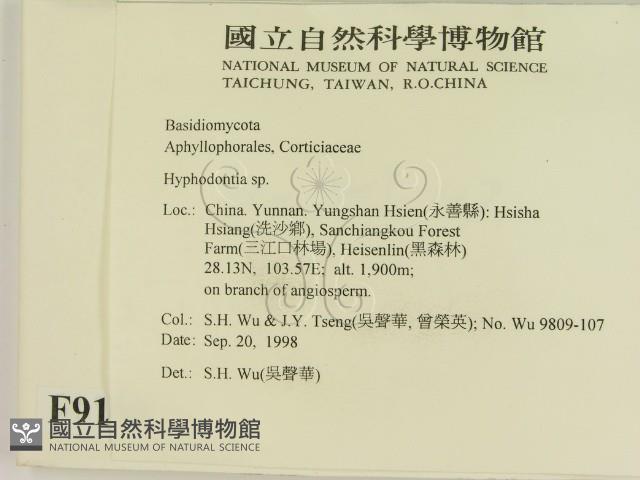 國立自然科學博物館
NATIONAL MUSEUM OF NATURAL SCIENCE
TAICHUNG, TAIWAN, R.O.CHINA
Basidiomycota
Aphyllophorales, Corticiaceae
Hyphodontia sp.
Loc.: China. Yunnan. Yungshan Hsien(永善縣): Hsisha
Hsiang(洗沙鄉), Sanchiangkou Forest
Farm(三江口林場), Heisenlin(黑森林)
28.13N, 103.57E; alt. 1,900m;
on branch of angiosperm.
Col.: S.H. Wu & J.Y. Tseng(吳聲華, 曾榮英); No. Wu 9809-107
Date: Sep. 20, 1998
Det.: S.H. Wu(吳聲華)
F91
國立自然科學博物館
NATIONAL MUSEUM OF NATURAL SCIENCE